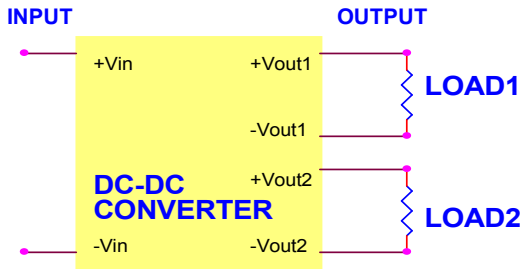 INPUT
OUTPUT
+Vin
+Vout1
LOAD1
-Vout1
DC-DC
CONVERTER
+Vout2
LOAD2
-Vin
-Vout2